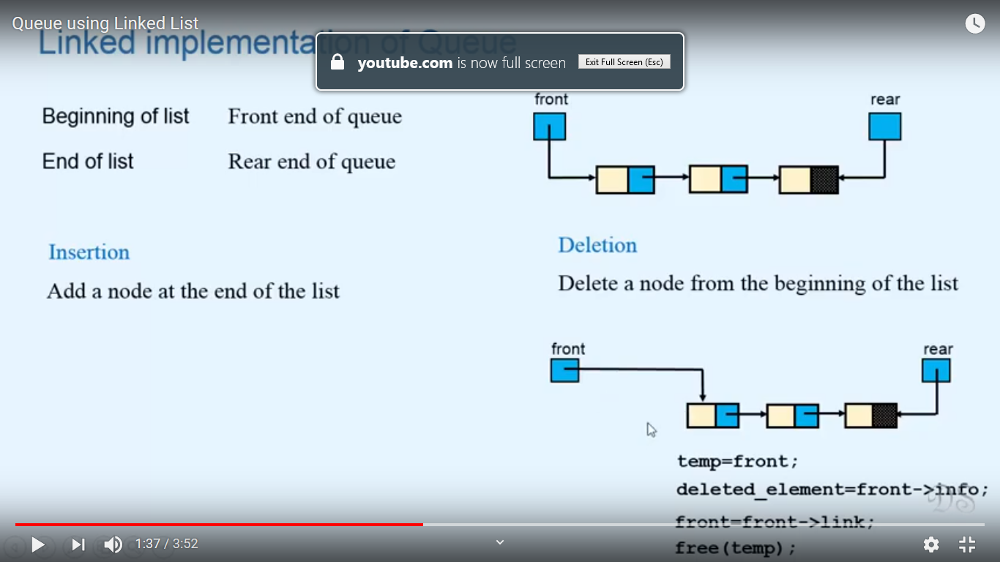 Queue using Linked List
Linked implementation of Queue
youtube.com is now full screen
Exit Full Screen (Esc)
front
rear
Beginning of list Front end of queue
End of list Rear end of queue
Insertion
Add a node at the end of the list
Deletion
Delete a node from the beginning of the list
front
rear
temp=front;
deleted_element=front->info;
DS
front=front->link;
free(temp);
1:37 / 3:52